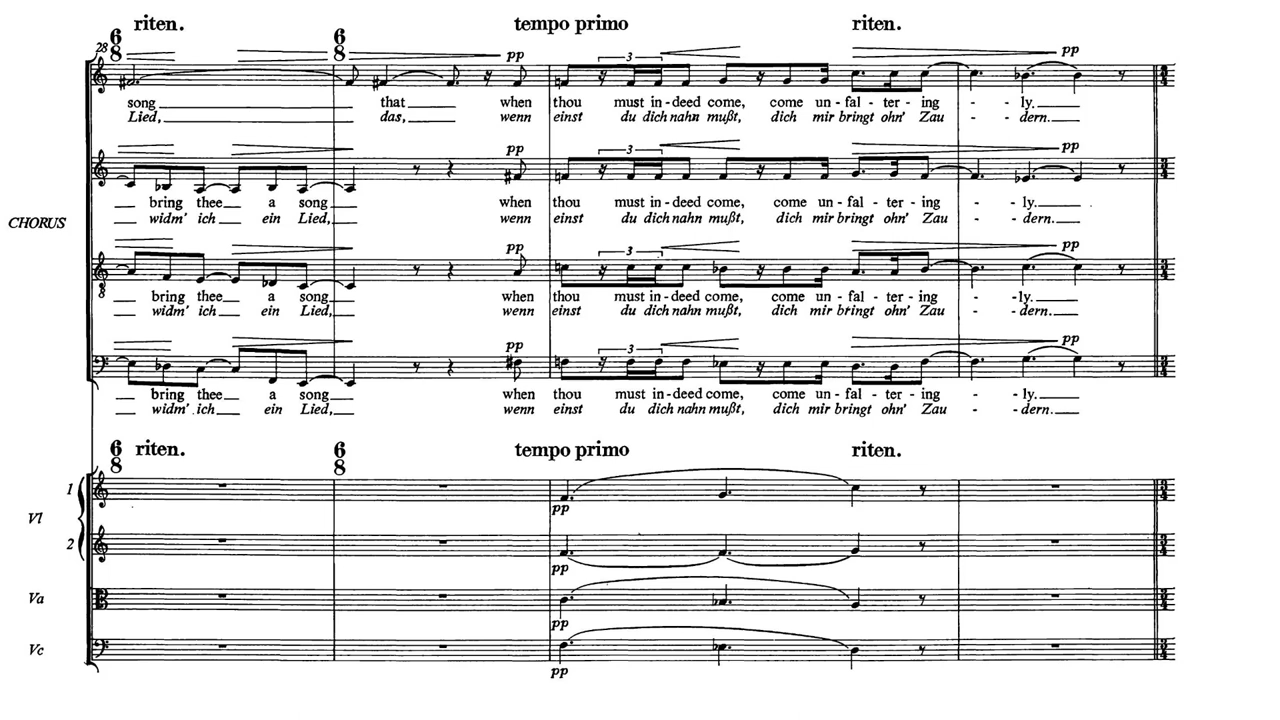 riten. tempo primo riten.
28 6 8 6 8
pp pp
3
song that when thou must in-deed come, come un-fal-ter-ing - - ly.
Lied, das, wenn einst du dich nahn mußt, dich mir bringt ohn' Zau - - dern.
pp pp
3
bring thee a song when thou must in-deed come, come un-fal-ter-ing - - ly.
widm' ich ein Lied, wenn einst du dich nahn mußt, dich mir bringt ohn' Zau - - dern.
CHORUS
pp pp
3
8
bring thee a song when thou must in-deed come, come un-fal-ter-ing - - ly.
widm' ich ein Lied, wenn einst du dich nahn mußt, dich mir bringt ohn' Zau - - dern.
pp pp
3
bring thee a song when thou must in-deed come, come un-fal-ter-ing - - ly.
widm' ich ein Lied, wenn einst du dich nahn mußt, dich mir bringt ohn' Zau - - dern.
3 4
riten. tempo primo riten.
6 8 6 8
1
pp
Vl
2
pp
Va
pp
Vc
pp
3 4